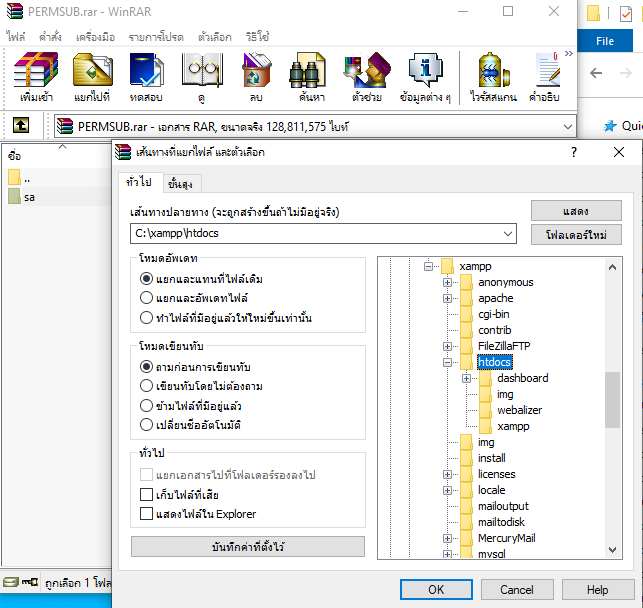 PERMSUB.rar - WinRAR
ไฟล์ คำสั่ง เครื่องมือ รายการโปรด ตัวเลือก วิธีใช้
File
เพิ่มเข้า แยกไปที่ ทดสอบ ดู ลบ ค้นหา ตัวช่วย ข้อมูลต่าง ๆ ไวรัสสแกน คำอธิบ
PERMSUB.rar - เอกสาร RAR, ขนาดจริง 128,811,575 ไบท์
Quic
ชื่อ
..
sa
เส้นทางที่แยกไฟล์ และตัวเลือก
ทั่วไป ขั้นสูง
เส้นทางปลายทาง (จะถูกสร้างขึ้นถ้าไม่มีอยู่จริง)
C:\xampp\htdocs
แสดง
โฟลเดอร์ใหม่
โหมดอัพเดท
แยกและแทนที่ไฟล์เดิม
แยกและอัพเดทไฟล์
ทำไฟล์ที่มีอยู่แล้วให้ใหม่ขึ้นเท่านั้น
โหมดเขียนทับ
ถามก่อนการเขียนทับ
เขียนทับโดยไม่ต้องถาม
ข้ามไฟล์ที่มีอยู่แล้ว
เปลี่ยนชื่ออัตโนมัติ
ทั่วไป
แยกเอกสารไปที่โฟลเดอร์รองลงไป
เก็บไฟล์ที่เสีย
แสดงไฟล์ใน Explorer
บันทึกค่าที่ตั้งไว้
xampp
anonymous
apache
cgi-bin
contrib
FileZillaFTP
htdocs
dashboard
img
webalizer
xampp
img
install
licenses
locale
mailoutput
mailtodisk
MercuryMail
mysql
ถูกเลือก 1 โฟล
OK Cancel Help